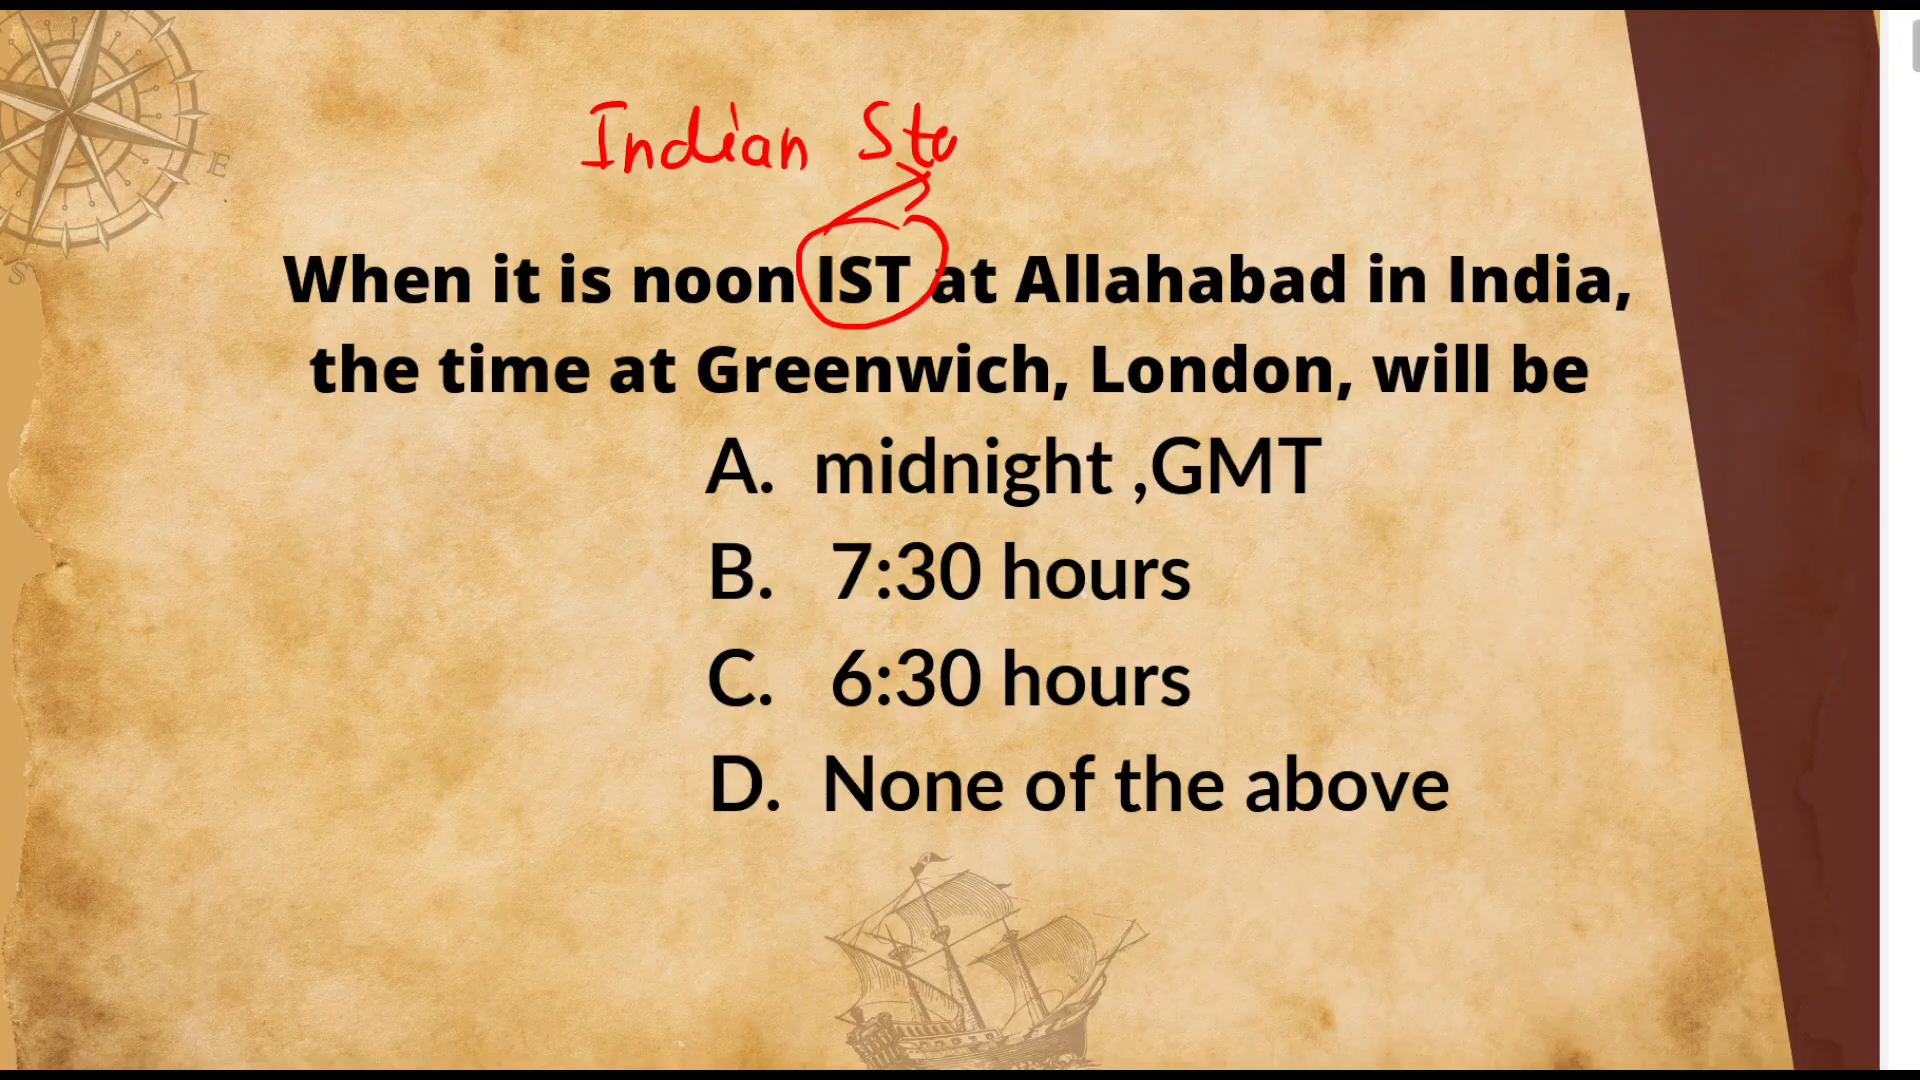 Indian Sta
When it is noon IST at Allahabad in India,
the time at Greenwich, London, will be
A. midnight ,GMT
B. 7:30 hours
C. 6:30 hours
D. None of the above
E
S